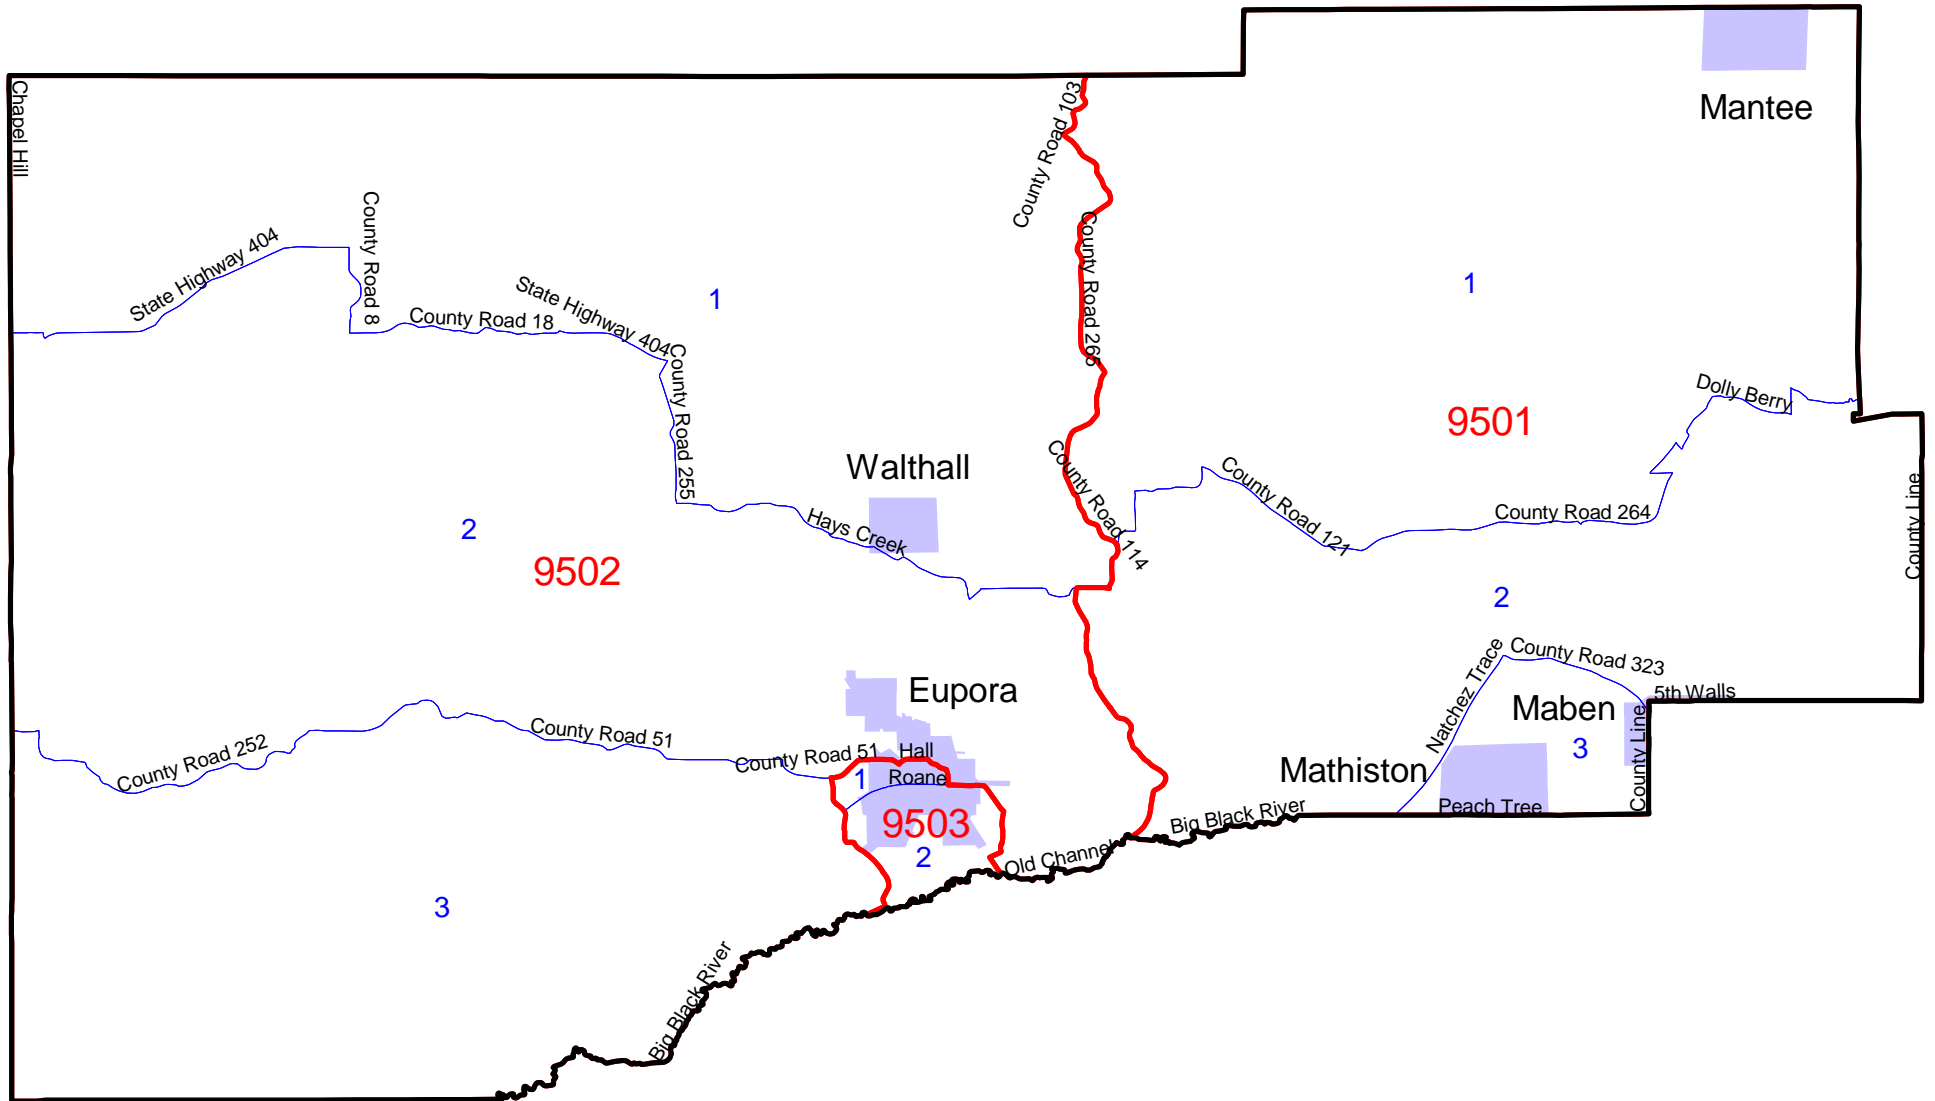 Mantee
Chapel Hill
County Road 103
County Road 8
State Highway 404
County Road 265
State Highway 404
1
1
County Road 18
County Road 255
Dolly Berry
9501
Walthall
County Road 114
County Road 121
County Road 264
County Line
2
Hays Creek
9502
2
Natchez Trace
County Road 323
Eupora
5th Walls
Maben
County Road 252
County Road 51
County Road 51
Hall
3
County Line
Mathiston
1
Roane
Peach Tree
9503
Big Black River
2
Old Channel
3
Big Black River